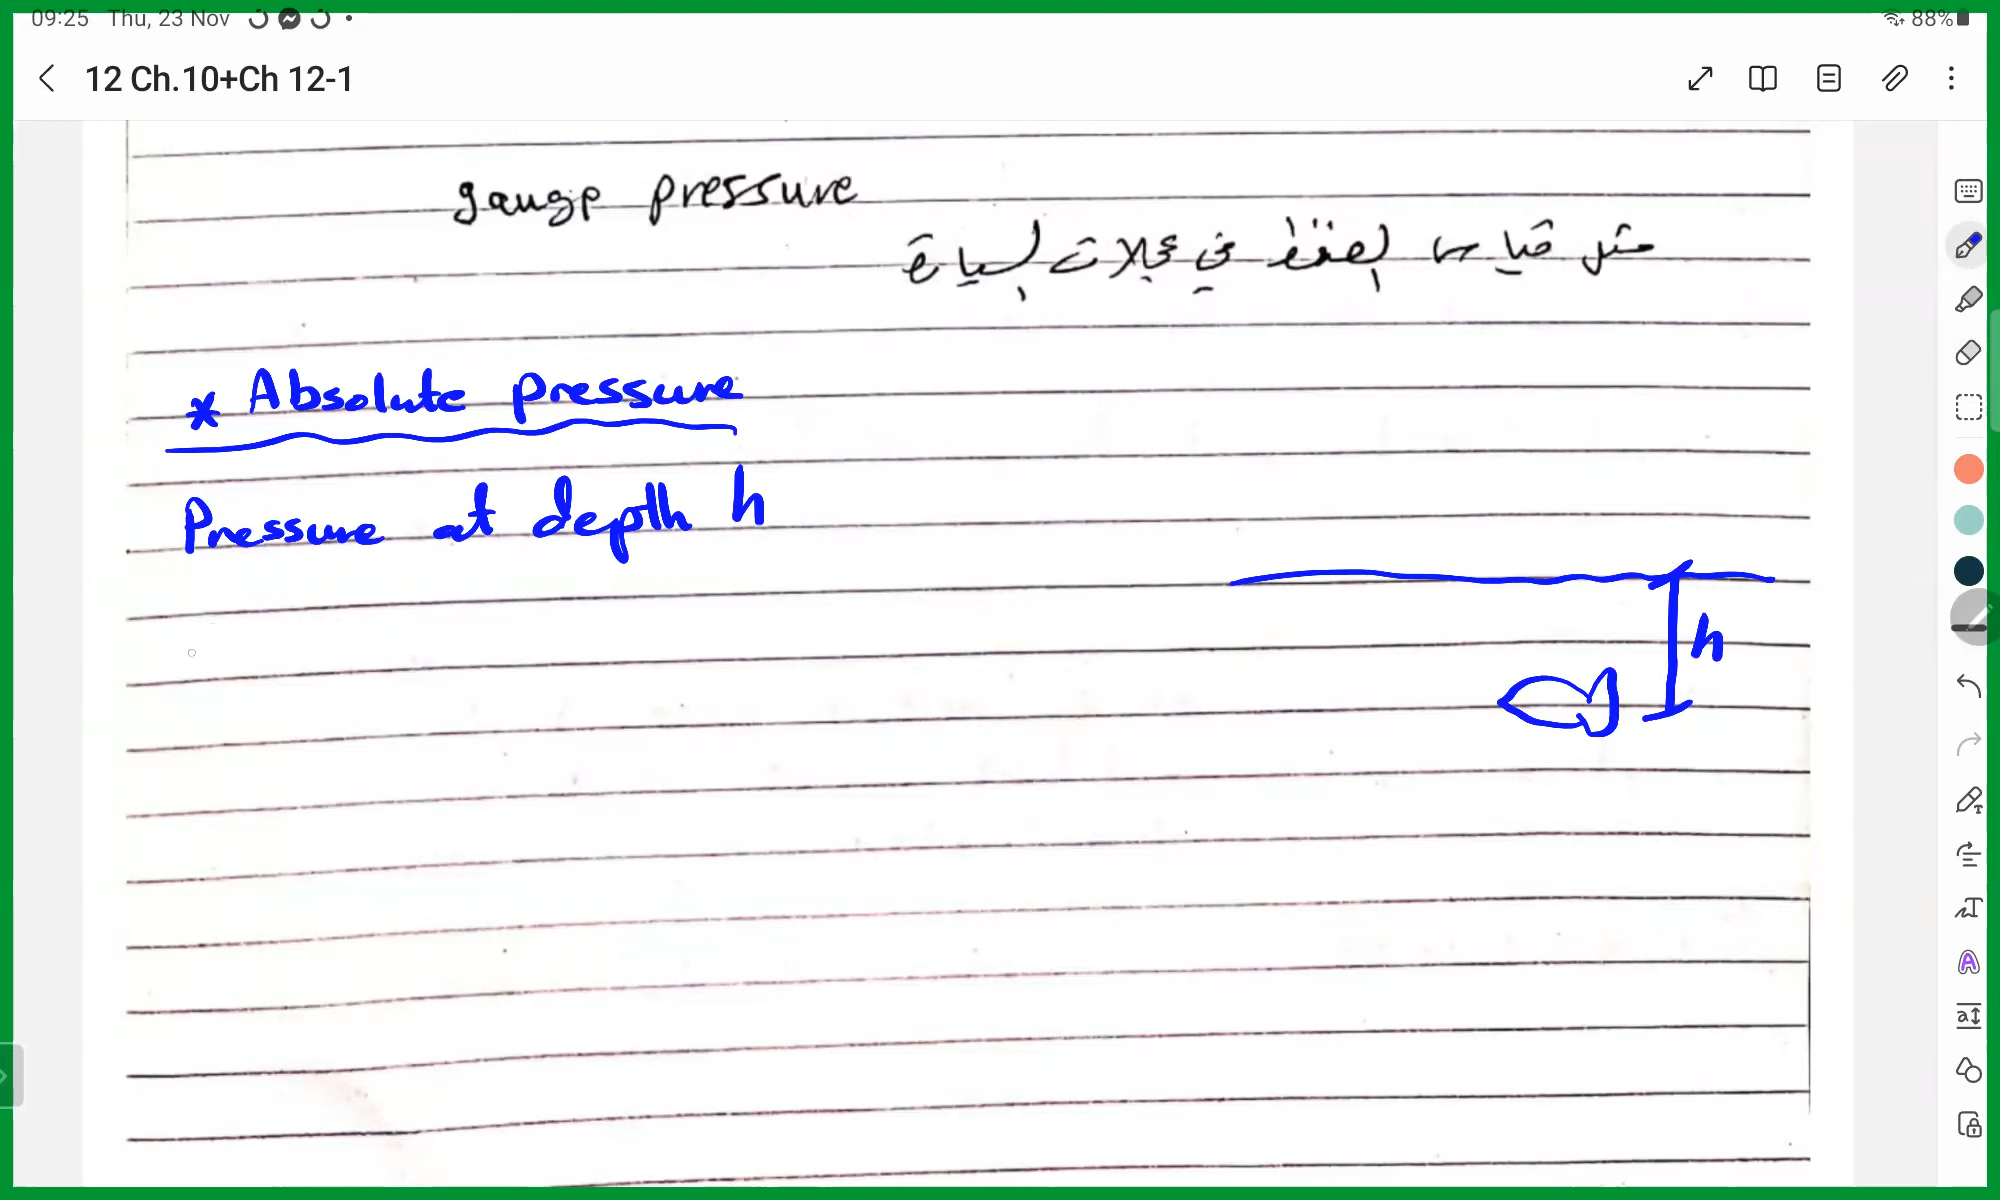 09:25 Thu, 23 Nov 88%
12 Ch.10+Ch 12-1
gauge pressure
مثل قياس الضغط في عجلات السيارة
* Absolute pressure
Pressure at depth h
h